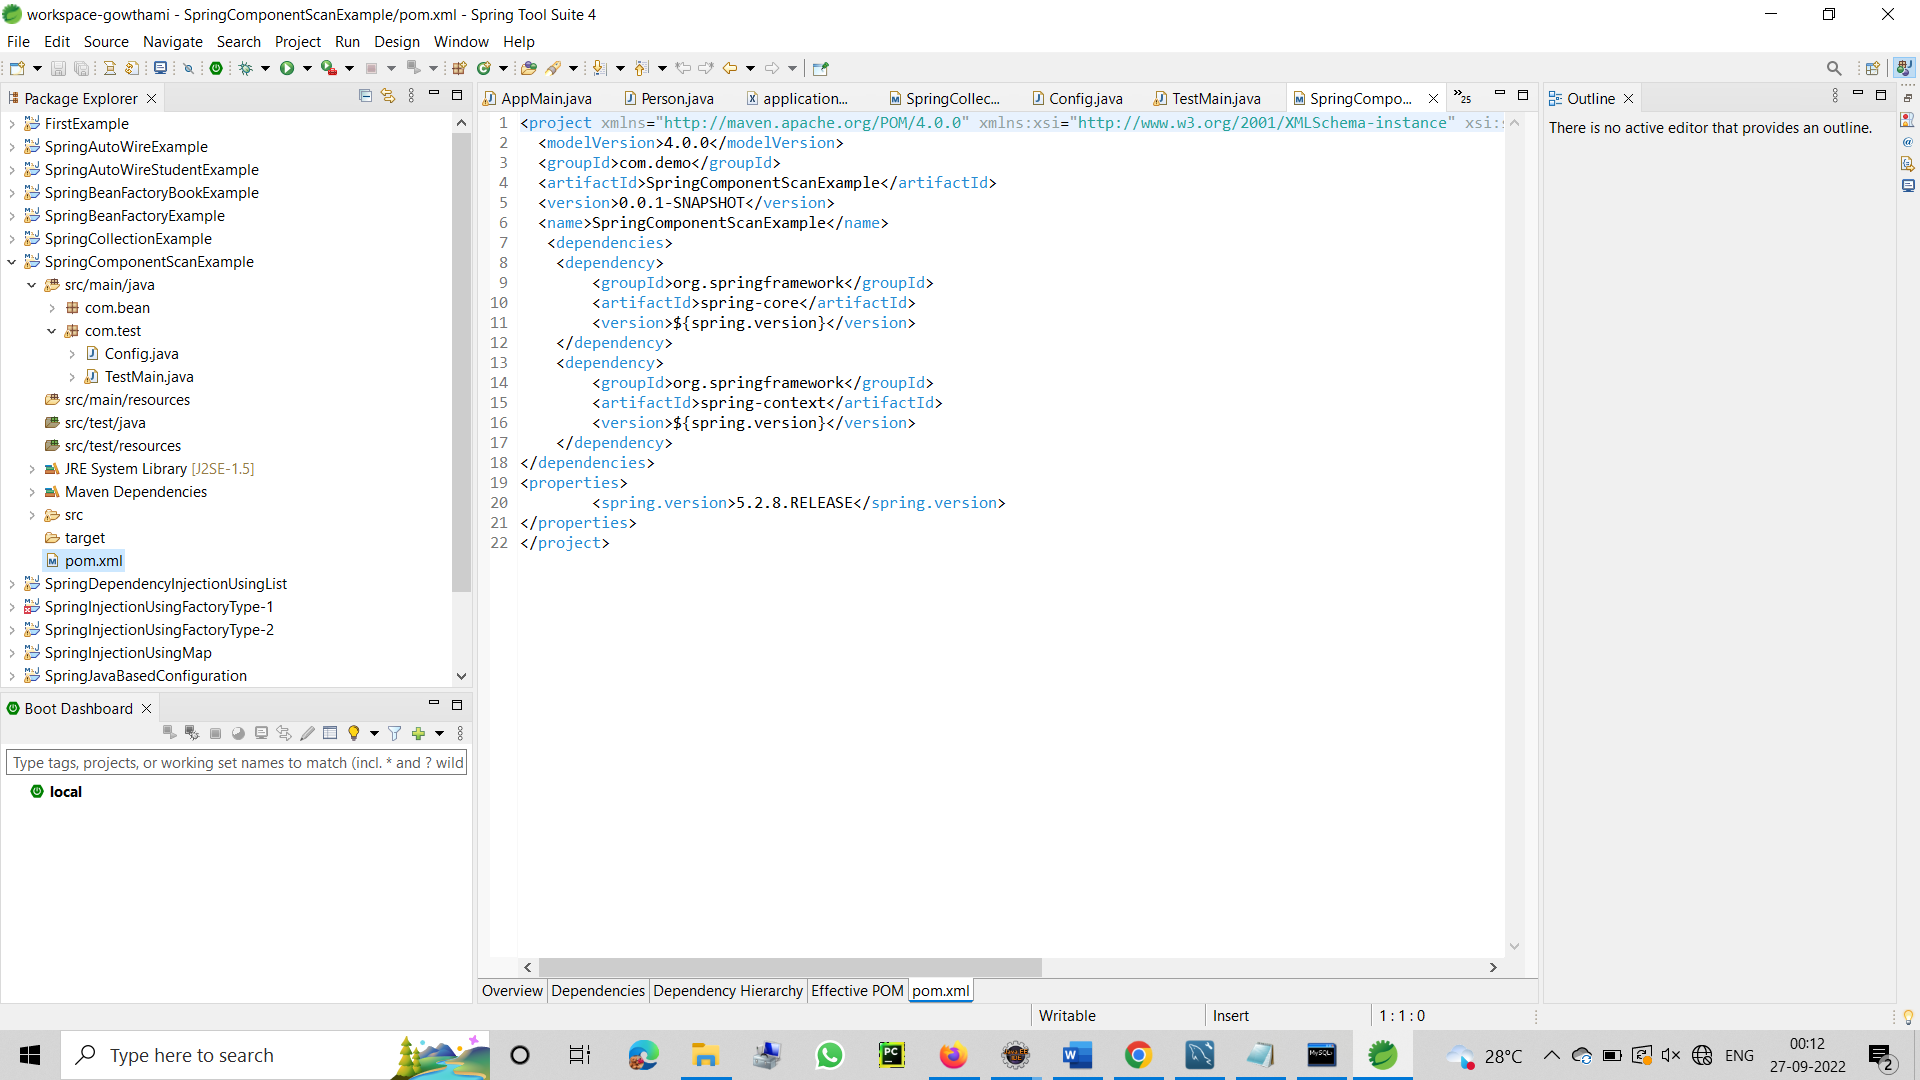 workspace-gowthami - SpringComponentScanExample/pom.xml - Spring Tool Suite 4
File Edit Source Navigate Search Project Run Design Window Help
Package Explorer
FirstExample
SpringAutoWireExample
SpringAutoWireStudentExample
SpringBeanFactoryBookExample
SpringBeanFactoryExample
SpringCollectionExample
SpringComponentScanExample
src/main/java
com.bean
com.test
Config.java
TestMain.java
src/main/resources
src/test/java
src/test/resources
JRE System Library [J2SE-1.5]
Maven Dependencies
src
target
pom.xml
SpringDependencyInjectionUsingList
SpringInjectionUsingFactoryType-1
SpringInjectionUsingFactoryType-2
SpringInjectionUsingMap
SpringJavaBasedConfiguration
Boot Dashboard
Type tags, projects, or working set names to match (incl. * and ? wild
local
AppMain.java Person.java application... SpringCollec... Config.java TestMain.java SpringCompo... »25
1 <project xmlns="http://maven.apache.org/POM/4.0.0" xmlns:xsi="http://www.w3.org/2001/XMLSchema-instance" xsi:s
2 <modelVersion>4.0.0</modelVersion>
3 <groupId>com.demo</groupId>
4 <artifactId>SpringComponentScanExample</artifactId>
5 <version>0.0.1-SNAPSHOT</version>
6 <name>SpringComponentScanExample</name>
7 <dependencies>
8 <dependency>
9 <groupId>org.springframework</groupId>
10 <artifactId>spring-core</artifactId>
11 <version>${spring.version}</version>
12 </dependency>
13 <dependency>
14 <groupId>org.springframework</groupId>
15 <artifactId>spring-context</artifactId>
16 <version>${spring.version}</version>
17 </dependency>
18 </dependencies>
19 <properties>
20 <spring.version>5.2.8.RELEASE</spring.version>
21 </properties>
22 </project>
Overview Dependencies Dependency Hierarchy Effective POM pom.xml
Outline
There is no active editor that provides an outline.
Writable Insert 1 : 1 : 0
Type here to search
PC
MySQL
28°C
ENG
00:12
27-09-2022
2